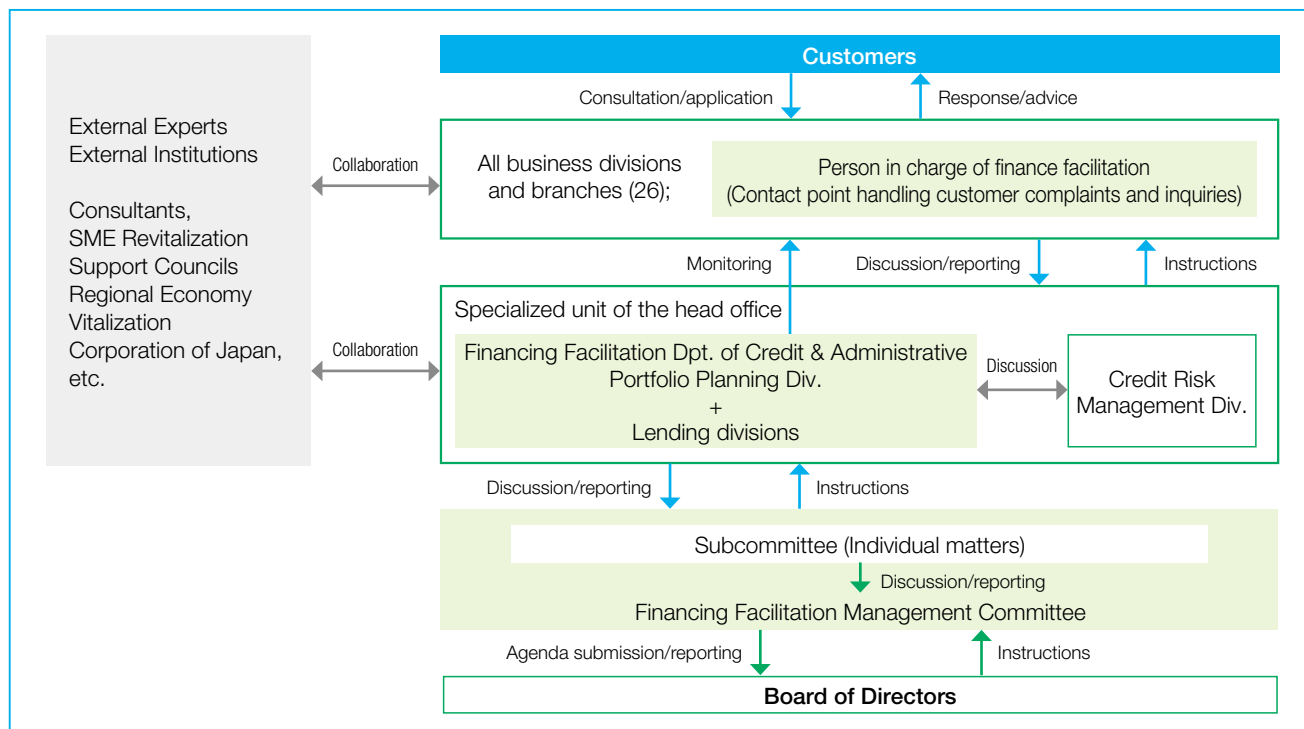 External Experts
External Institutions
Consultants,
SME Revitalization
Support Councils
Regional Economy
Vitalization
Corporation of Japan,
etc.
Customers
Consultation/application
Response/advice
Collaboration
All business divisions
and branches (26);
Person in charge of finance facilitation
(Contact point handling customer complaints and inquiries)
Monitoring
Discussion/reporting
Instructions
Collaboration
Specialized unit of the head office
Financing Facilitation Dpt. of Credit & Administrative
Portfolio Planning Div.
+
Lending divisions
Discussion
Credit Risk
Management Div.
Discussion/reporting
Instructions
Subcommittee (Individual matters)
Discussion/reporting
Financing Facilitation Management Committee
Agenda submission/reporting
Instructions
Board of Directors